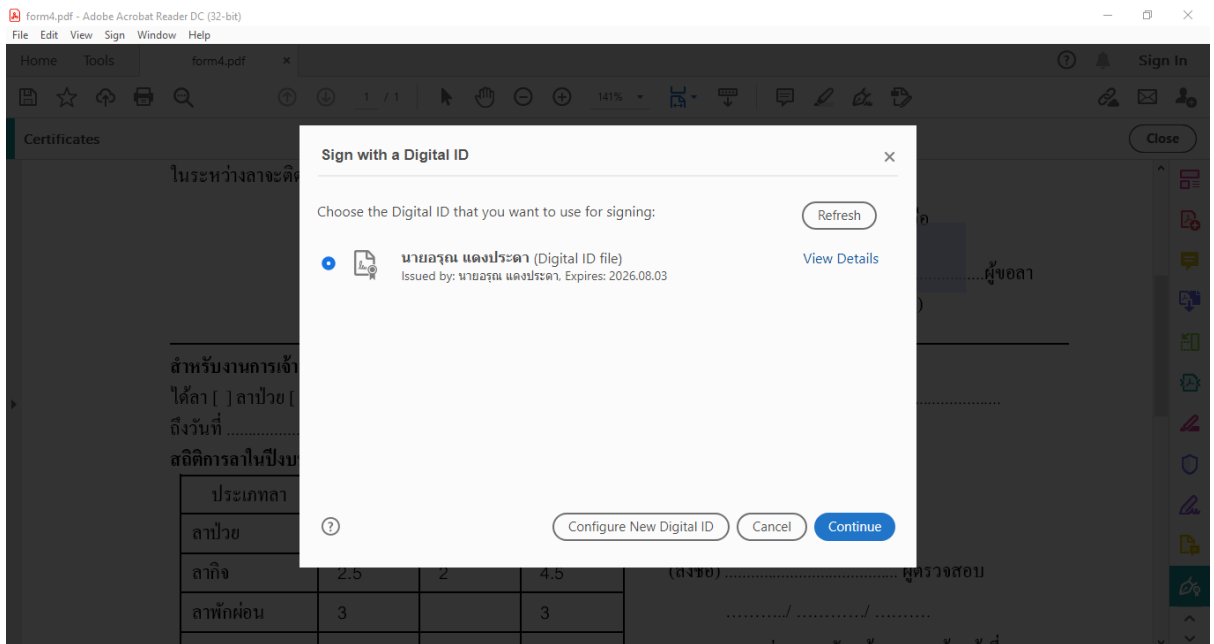 form4.pdf - Adobe Acrobat Reader DC (32-bit)
File Edit View Sign Window Help
Home Tools form4.pdf × Sign In
1 / 1 141%
Certificates Close
ในระหว่างลาจะติด
Sign with a Digital ID
Choose the Digital ID that you want to use for signing: Refresh
นายอรุณ แดงประดา (Digital ID file) View Details
Issued by: นายอรุณ แดงประดา, Expires: 2026.08.03
ผู้ขอลา
)
สำหรับงานการเจ้า
ได้ลา [ ] ลาป่วย [
ถึงวันที่ ..................
สถิติการลาในปีงบ
ประเภทลา
ลาป่วย
Configure New Digital ID Cancel Continue
ลากิจ 2.5 2 4.5 (ลงชื่อ) ........................................ ผู้ตรวจสอบ
ลาพักผ่อน 3 3 ........../ .........../ ..........